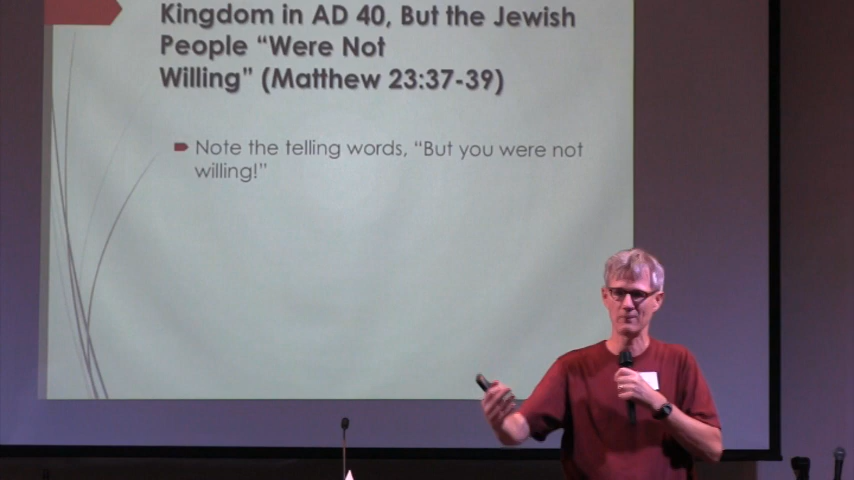 Kingdom in AD 40, But the Jewish
People “Were Not
Willing” (Matthew 23:37-39)
Note the telling words, “But you were not
willing!”